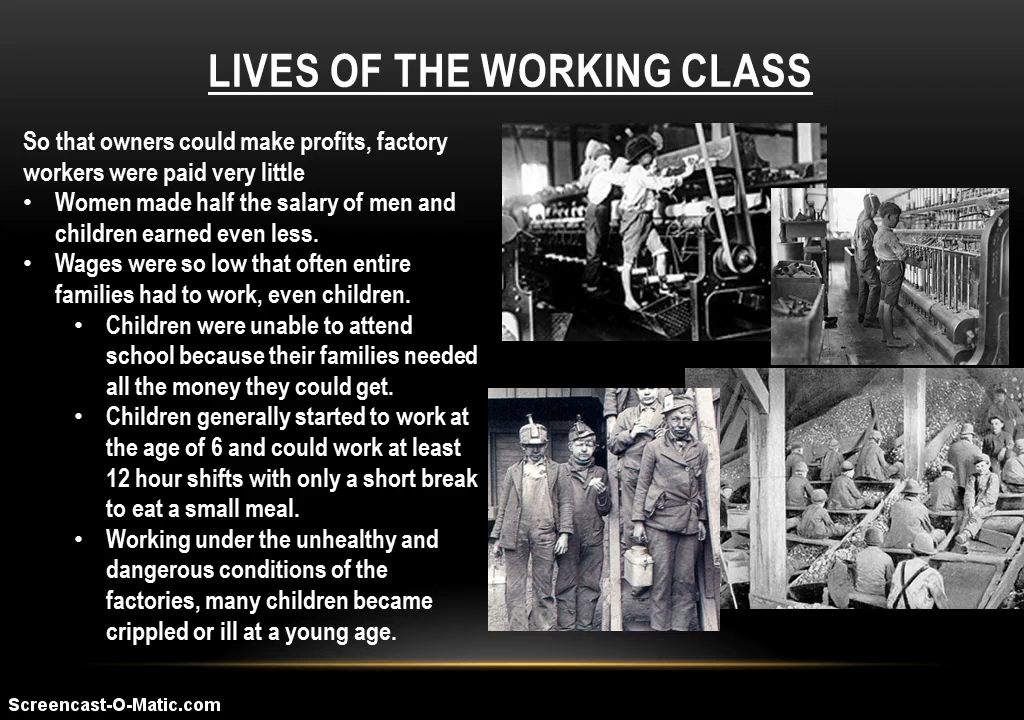 LIVES OF THE WORKING CLASS
So that owners could make profits, factory
workers were paid very little
• Women made half the salary of men and
children earned even less.
• Wages were so low that often entire
families had to work, even children.
• Children were unable to attend
school because their families needed
all the money they could get.
• Children generally started to work at
the age of 6 and could work at least
12 hour shifts with only a short break
to eat a small meal.
• Working under the unhealthy and
dangerous conditions of the
factories, many children became
crippled or ill at a young age.
Screencast-O-Matic.com